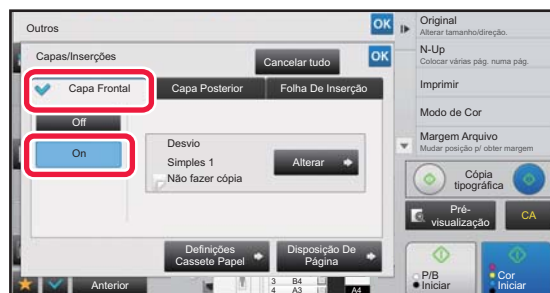 Outros
OK
Capas/Inserções
Cancelar tudo
OK
Capa Frontal
Capa Posterior
Folha De Inserção
Off
On
Desvio
Simples 1
Não fazer cópia
Alterar
Definições
Cassete Papel
Disposição De
Página
Anterior
3 B4
4 A3
A4
Original
Alterar tamanho/direção.
N-Up
Colocar várias pág. numa pág.
Imprimir
Modo de Cor
Margem Arquivo
Mudar posição p/ obter margem
Cópia
tipográfica
Pré-
visualização
CA
P/B
Iniciar
Cor
Iniciar